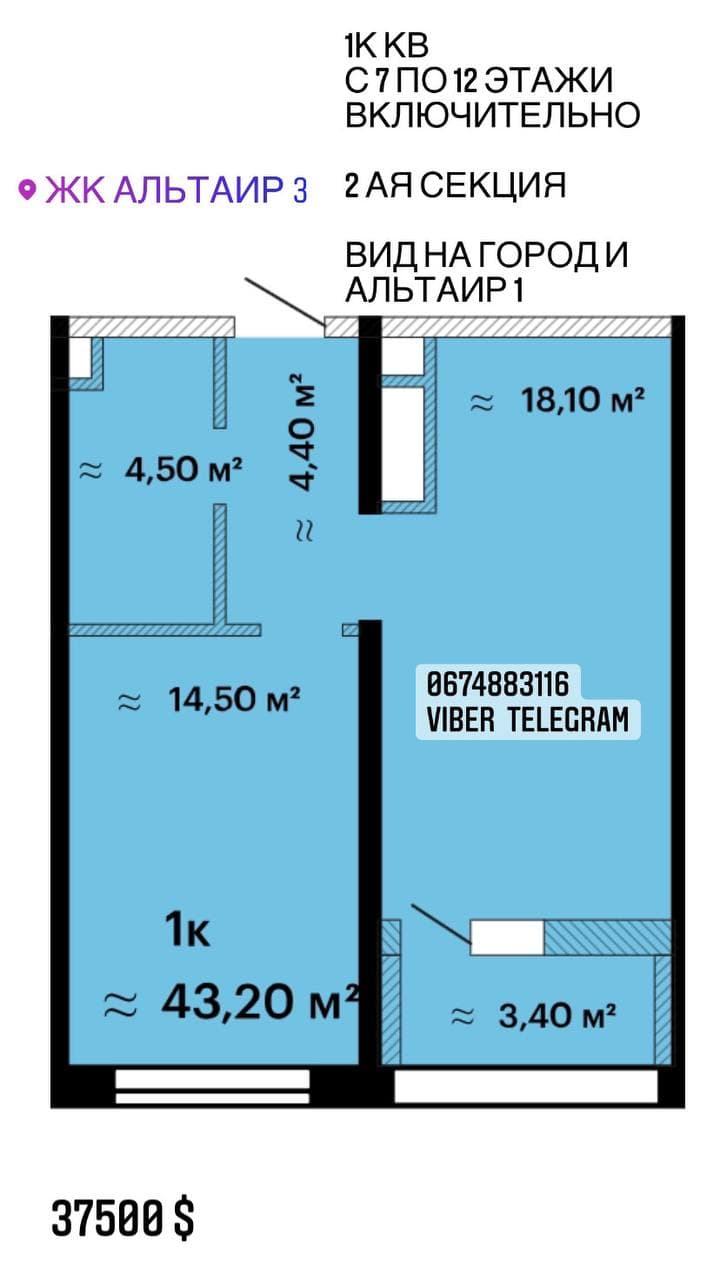 1К КВ
С 7 ПО 12 ЭТАЖИ
ВКЛЮЧИТЕЛЬНО
ЖК АЛЬТАИР 3
2 АЯ СЕКЦИЯ
ВИД НА ГОРОД И
АЛЬТАИР 1
≈ 18,10 м²
≈ 4,40 м²
≈ 4,50 м²
≈ 14,50 м²
0674883116
VIBER TELEGRAM
1к
≈ 43,20 м²
≈ 3,40 м²
37500 $